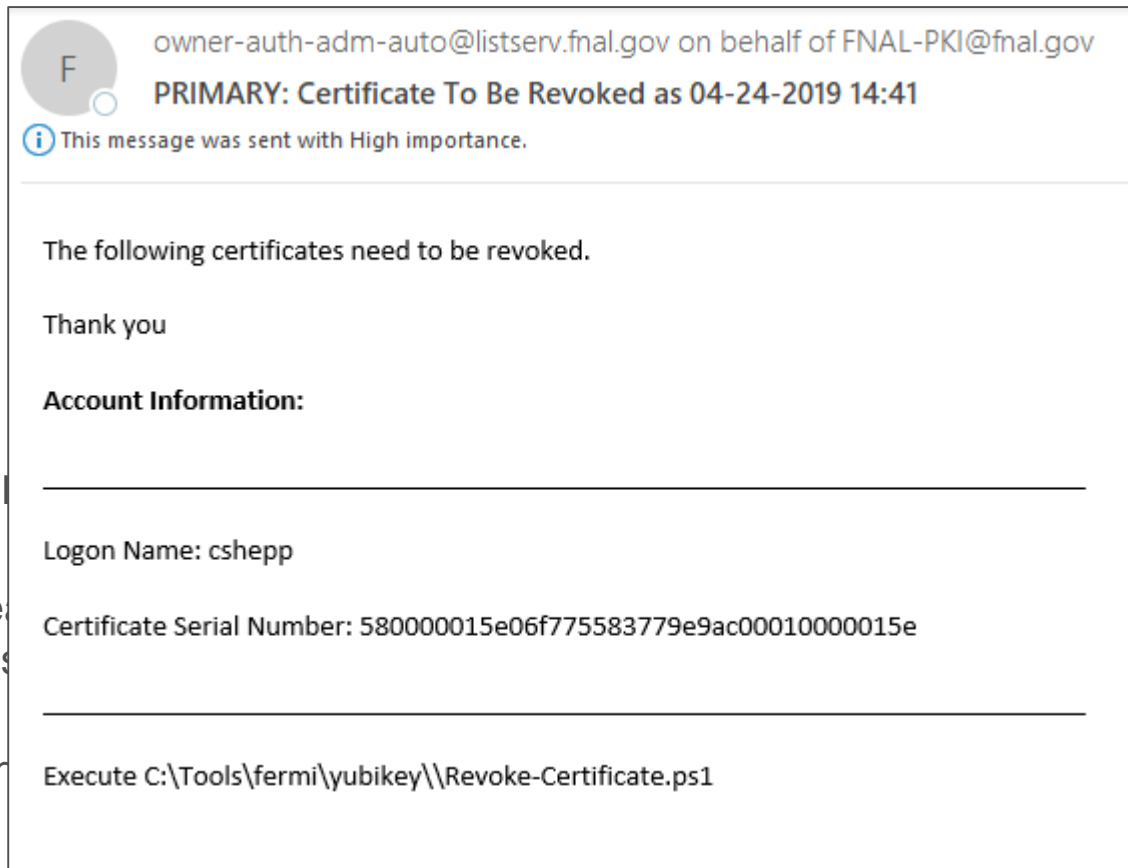 F
owner-auth-adm-auto@listserv.fnal.gov on behalf of FNAL-PKI@fnal.gov
PRIMARY: Certificate To Be Revoked as 04-24-2019 14:41
i This message was sent with High importance.
The following certificates need to be revoked.
Thank you
Account Information:
Logon Name: cshepp
Certificate Serial Number: 580000015e06f775583779e9ac00010000015e
Execute C:\Tools\fermi\yubikey\\Revoke-Certificate.ps1